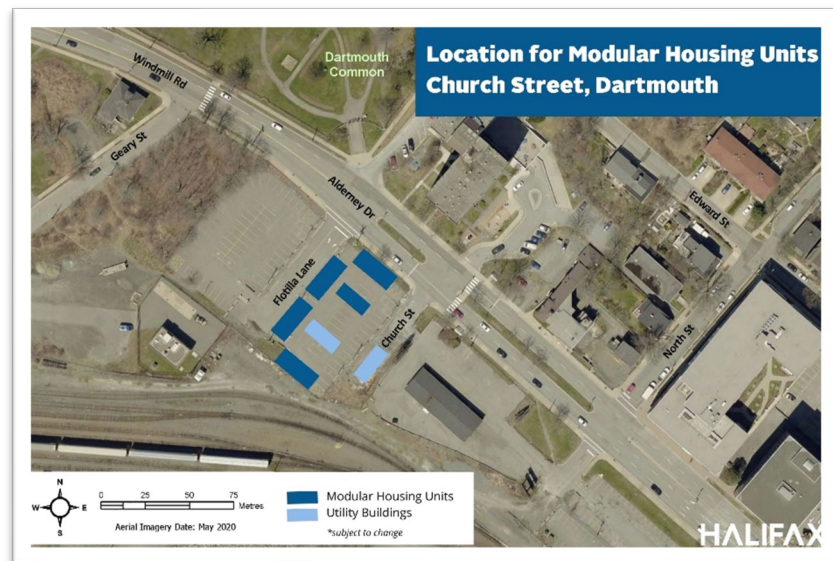 Location for Modular Housing Units
Church Street, Dartmouth
Dartmouth
Common
Windmill Rd
Geary St
Alderney Dr
Edward St
Flotilla Lane
Church St
North St
N
W
E
S
0 25 50 75
Metres
Aerial Imagery Date: May 2020
Modular Housing Units
Utility Buildings
*subject to change
HALIFAX